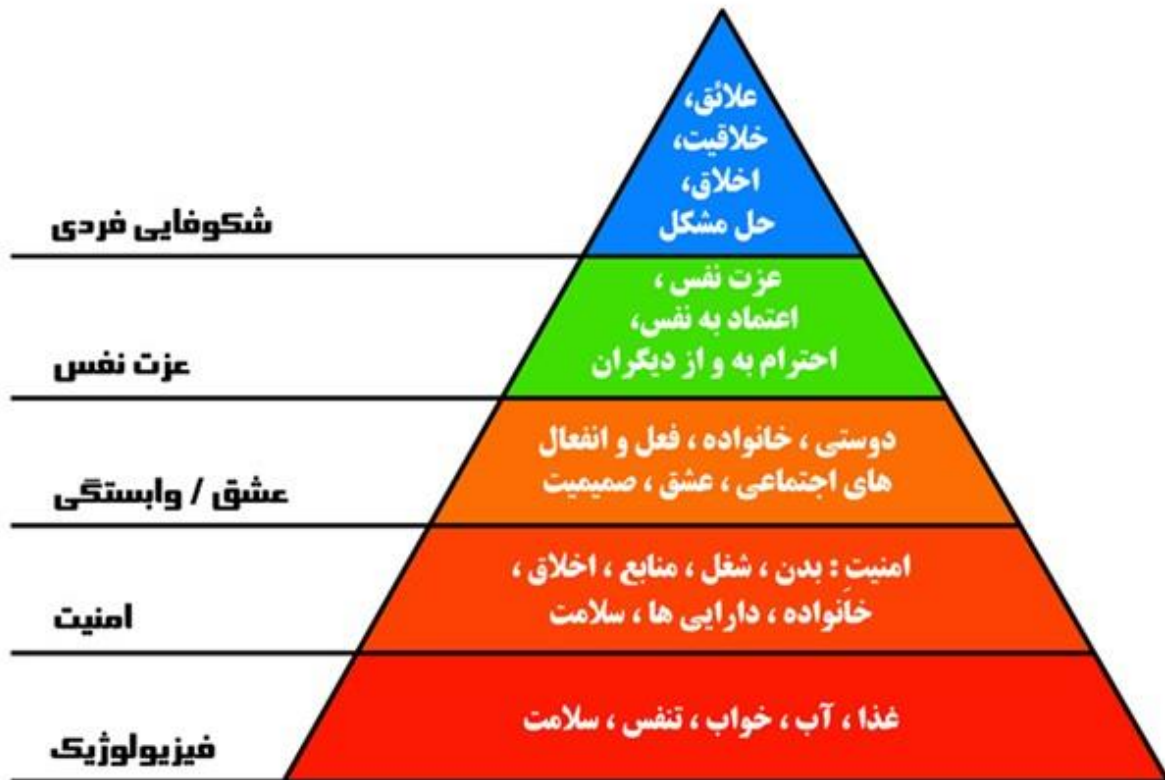 علائق،
خلاقیت،
اخلاق،
حل مشکل
شکوفایی فردی
عزت نفس ،
اعتماد به نفس،
احترام به و از دیگران
عزت نفس
دوستی ، خانواده ، فعل و انفعال
های اجتماعی ، عشق ، صمیمیت
عشق / وابستگی
امنیتِ : بدن ، شغل ، منابع ، اخلاق ،
خانواده ، دارایی ها ، سلامت
امنیت
غذا ، آب ، خواب ، تنفس ، سلامت
فیزیولوژیک